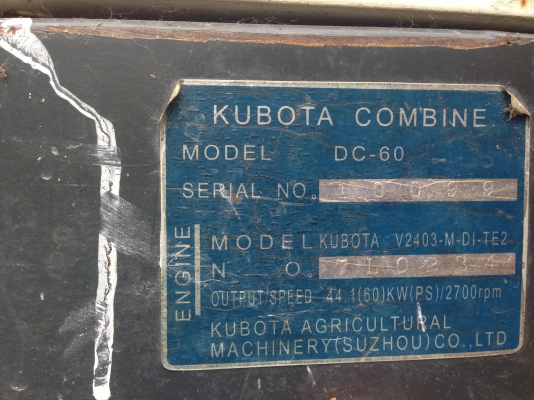 KUBOTA COMBINE
MODEL DC-60
SERIAL NO. 10099
ENGINE
MODEL KUBOTA V2403-M-DI-TE2
N O.
OUTPUT/SPEED 44.1(60)KW(PS)/2700rpm
KUBOTA AGRICULTURAL
MACHINERY(SUZHOU)CO.,LTD